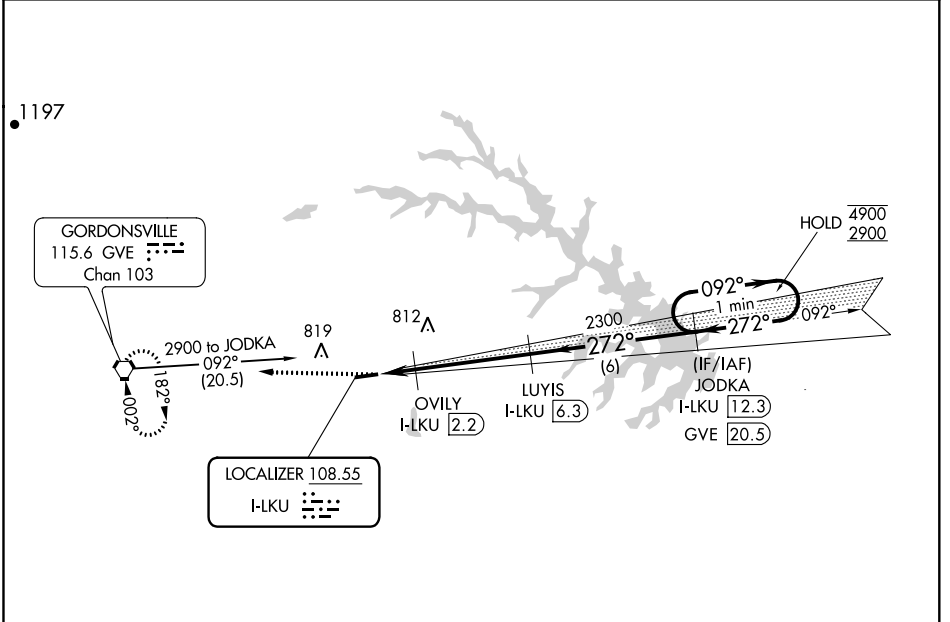 1197
GORDONSVILLE
115.6 GVE
Chan 103
HOLD 4900
2900
092°
1 min
272° 092°
2300
272°
(6)
812
819
2900 to JODKA
092°
(20.5)
182°
002°
(IF/IAF)
JODKA
I-LKU 12.3
GVE 20.5
LUYIS
I-LKU 6.3
OVILY
I-LKU 2.2
LOCALIZER 108.55
I-LKU